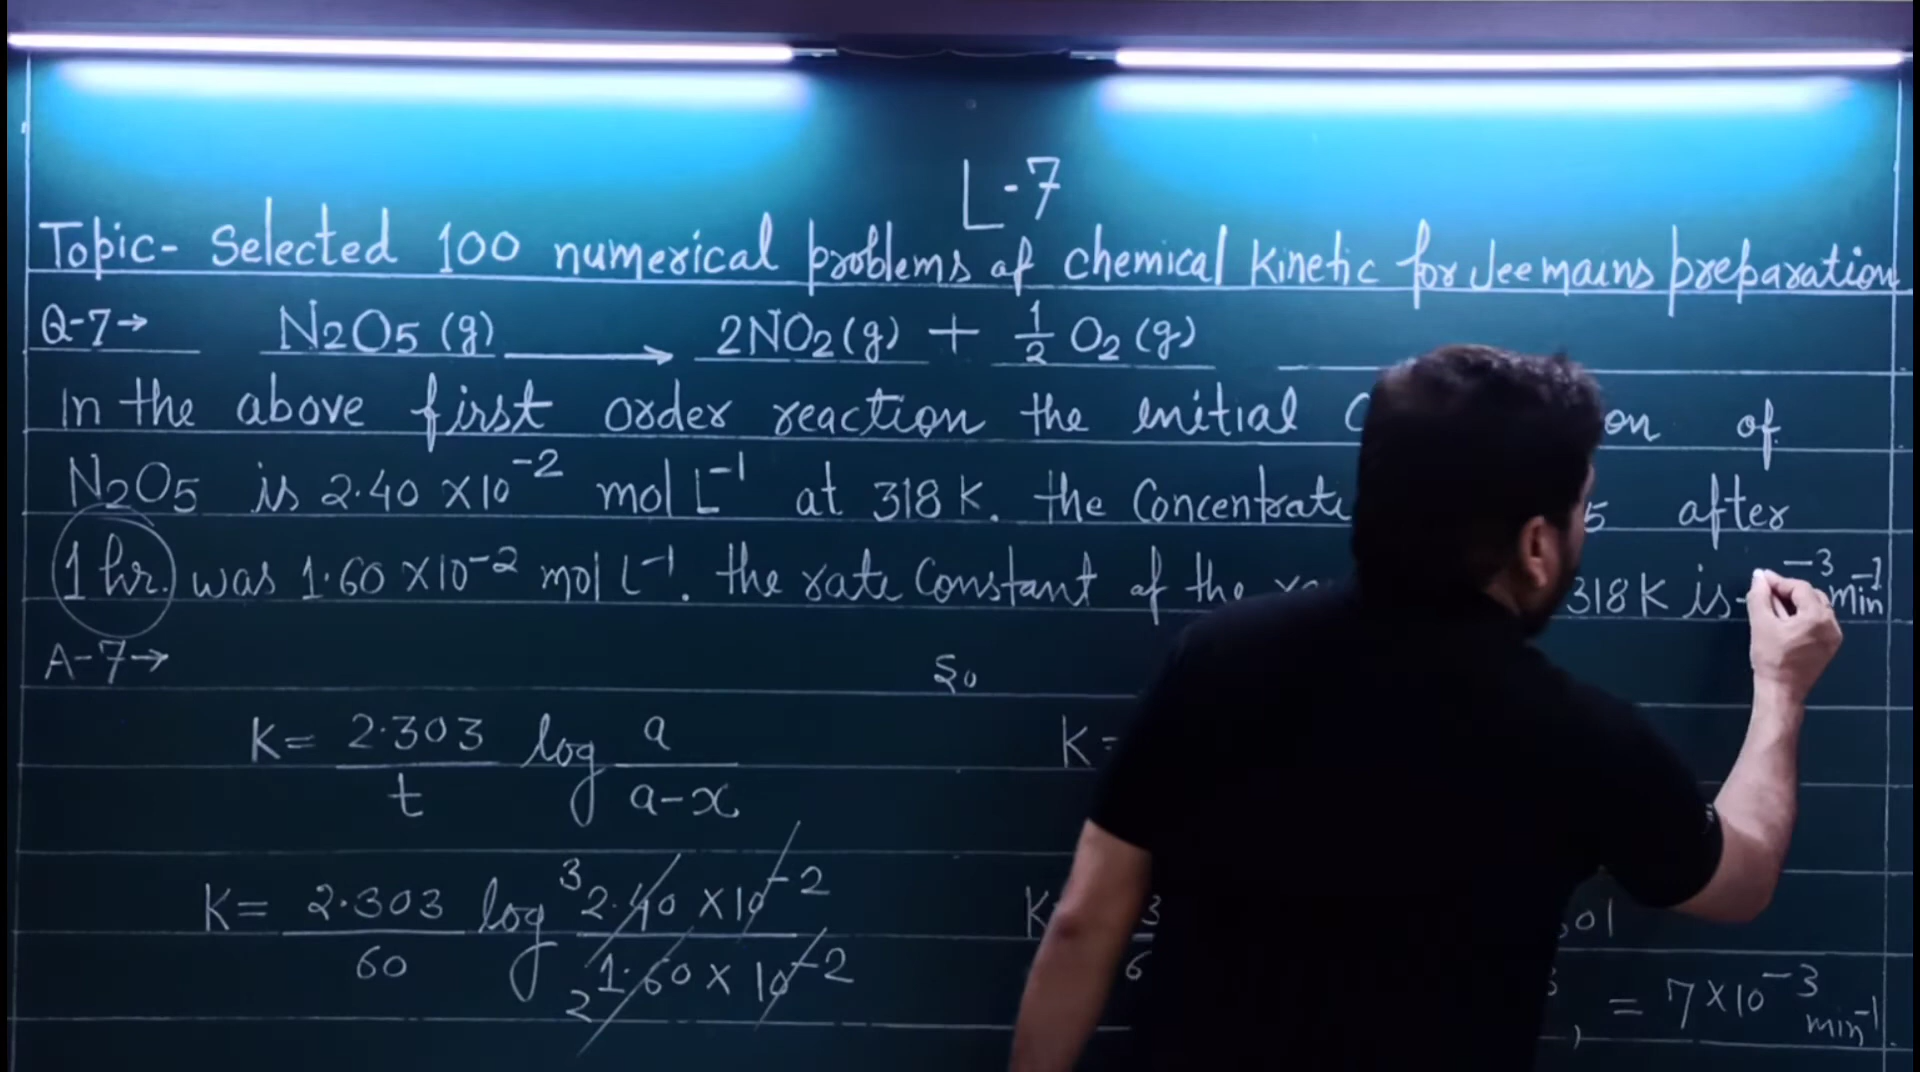 L-7
Topic- Selected 100 numerical problems of chemical Kinetic for Jee mains preparation
Q-7→ N2O5 (g) ⟶ 2NO2 (g) + 1/2 O2 (g)
In the above first order reaction the initial on of
N2O5 is 2.40 ×10⁻² mol L⁻¹ at 318 K. the Concentrati 5 after
1 hr. was 1.60 ×10⁻² mol L⁻¹. the rate Constant of the 318 K is ⁻³ min⁻¹
A-7→ So
K = 2.303/t log a/a-x K =
K = 2.303/60 log 3 2.40 ×10⁻² / 2 1.60 × 10⁻² = 7 ×10⁻³ min⁻¹